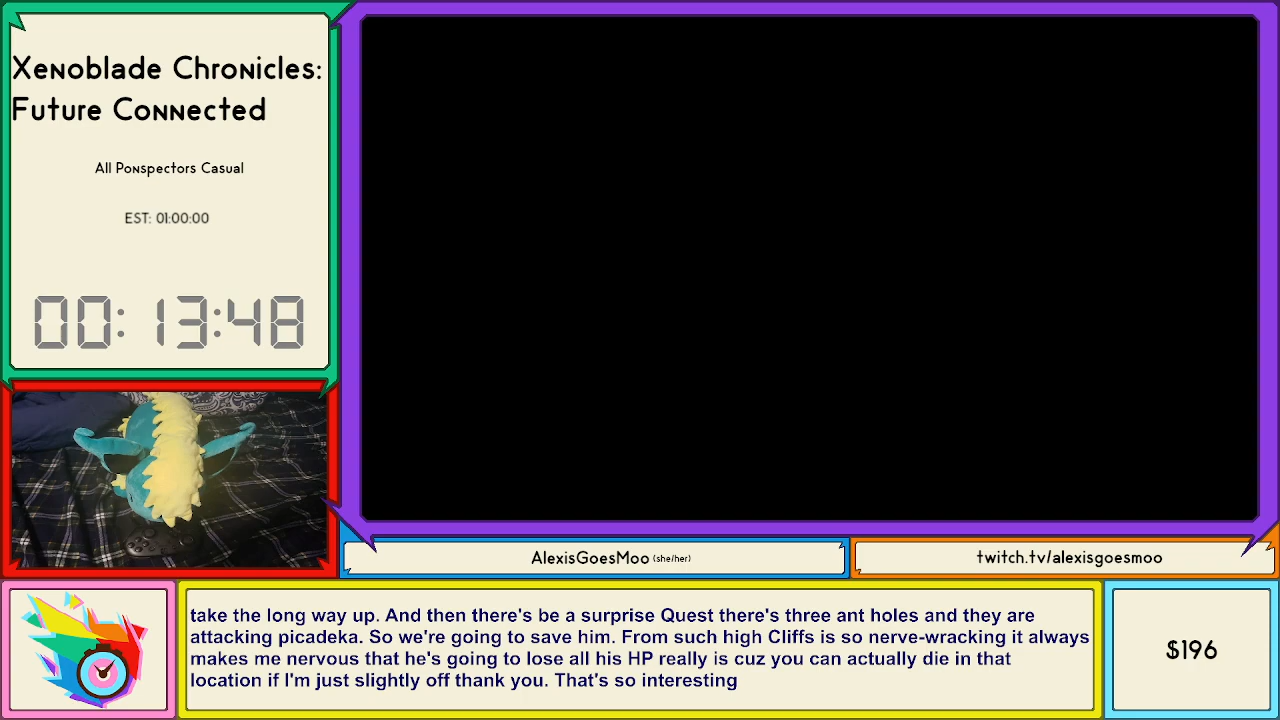 Xenoblade Chronicles:
Future Connected
All Ponspectors Casual
EST: 01:00:00
00:13:48
AlexisGoesMoo (she/her)
twitch.tv/alexisgoesmoo
take the long way up. And then there's be a surprise Quest there's three ant holes and they are
attacking picadeka. So we're going to save him. From such high Cliffs is so nerve-wracking it always
makes me nervous that he's going to lose all his HP really is cuz you can actually die in that
location if I'm just slightly off thank you. That's so interesting
$196